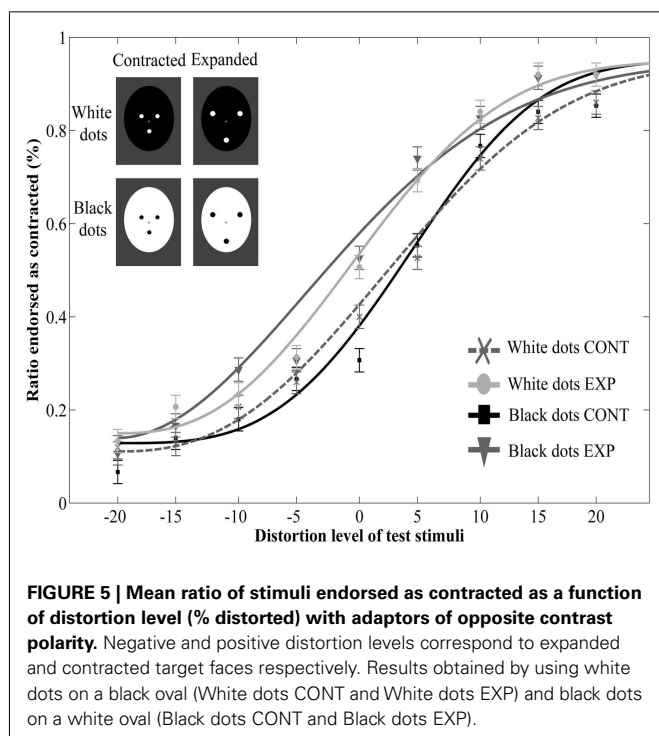 Contracted Expanded
White dots
Black dots
Ratio endorsed as contracted (%)
1
0.8
0.6
0.4
0.2
0
-20 -15 -10 -5 0 5 10 15 20
Distortion level of test stimuli
White dots CONT
White dots EXP
Black dots CONT
Black dots EXP
FIGURE 5 | Mean ratio of stimuli endorsed as contracted as a function
of distortion level (% distorted) with adaptors of opposite contrast
polarity. Negative and positive distortion levels correspond to expanded
and contracted target faces respectively. Results obtained by using white
dots on a black oval (White dots CONT and White dots EXP) and black dots
on a white oval (Black dots CONT and Black dots EXP).